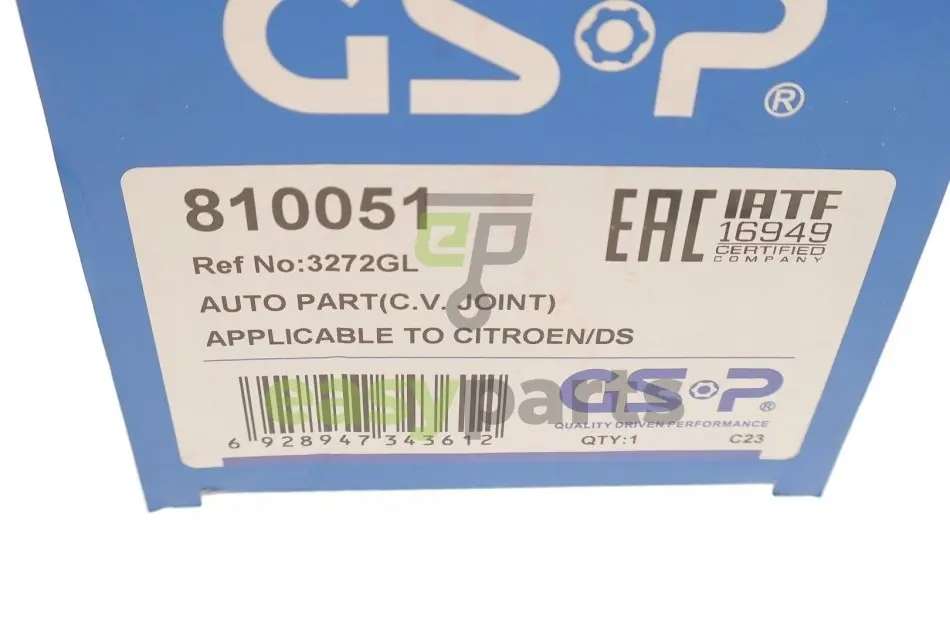 GSP®
810051
EAC
IATF
16949
CERTIFIED
COMPANY
Ref No:3272GL
AUTO PART(C.V. JOINT)
APPLICABLE TO CITROEN/DS
ep
easyparts
GSP®
QUALITY DRIVEN PERFORMANCE
6 928947 343612
QTY:1
C23